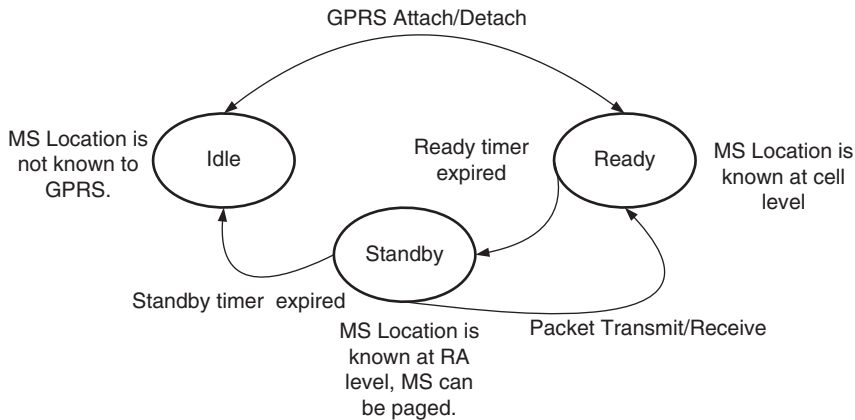 GPRS Attach/Detach
MS Location is
not known to
GPRS.
Idle
Ready timer
expired
Ready
MS Location is
known at cell
level
Standby
Standby timer expired
MS Location is
known at RA
level, MS can
be paged.
Packet Transmit/Receive